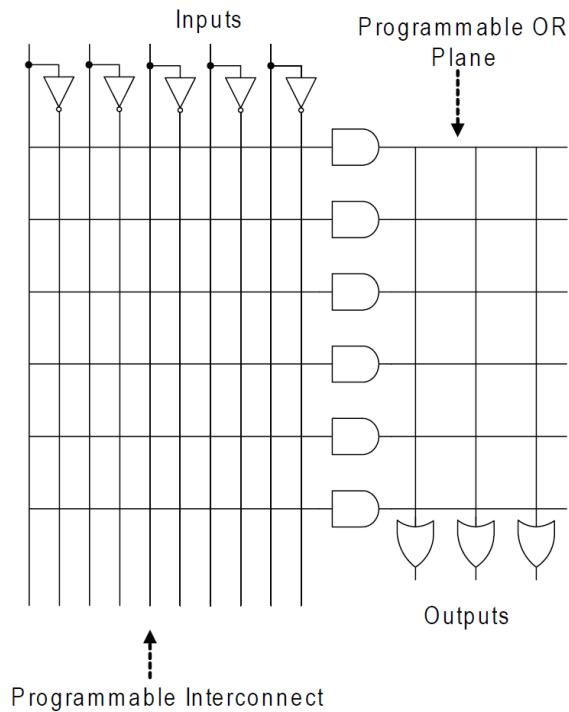 Inputs
Programmable OR
Plane
Outputs
Programmable Interconnect